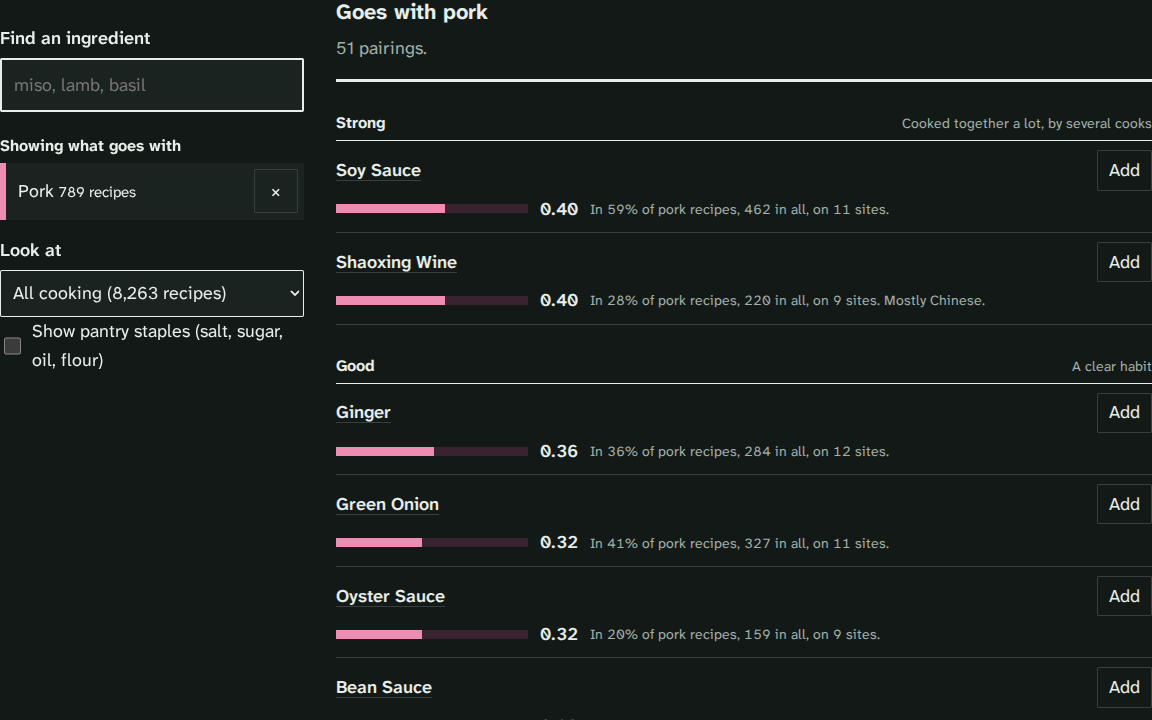 Find an ingredient
miso, lamb, basil
Showing what goes with
Pork 789 recipes
×
Look at
All cooking (8,263 recipes)
Show pantry staples (salt, sugar,
oil, flour)
Goes with pork
51 pairings.
Strong
Cooked together a lot, by several cooks
Soy Sauce
Add
0.40 In 59% of pork recipes, 462 in all, on 11 sites.
Shaoxing Wine
Add
0.40 In 28% of pork recipes, 220 in all, on 9 sites. Mostly Chinese.
Good
A clear habit
Ginger
Add
0.36 In 36% of pork recipes, 284 in all, on 12 sites.
Green Onion
Add
0.32 In 41% of pork recipes, 327 in all, on 11 sites.
Oyster Sauce
Add
0.32 In 20% of pork recipes, 159 in all, on 9 sites.
Bean Sauce
Add